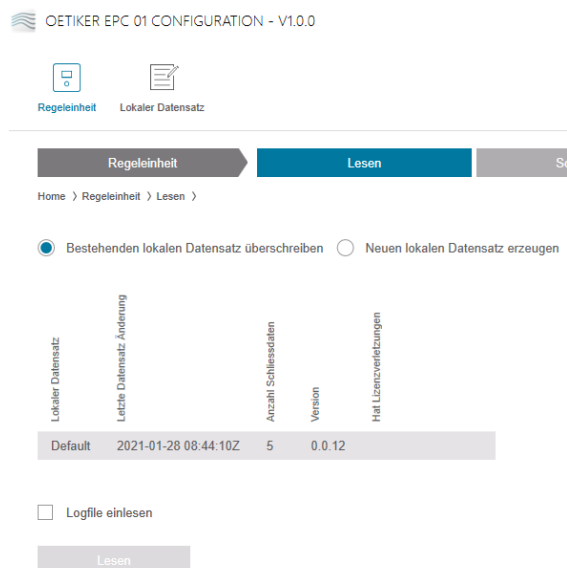 OETIKER EPC 01 CONFIGURATION - V1.0.0
Regeleinheit Lokaler Datensatz
Regeleinheit Lesen
Home > Regeleinheit > Lesen >
Bestehenden lokalen Datensatz überschreiben Neuen lokalen Datensatz erzeugen
Lokaler Datensatz
Letzte Datensatz Änderung
Anzahl Schliessdaten
Version
Hat Lizenzverletzungen
Default 2021-01-28 08:44:10Z 5 0.0.12
Logfile einlesen
Lesen